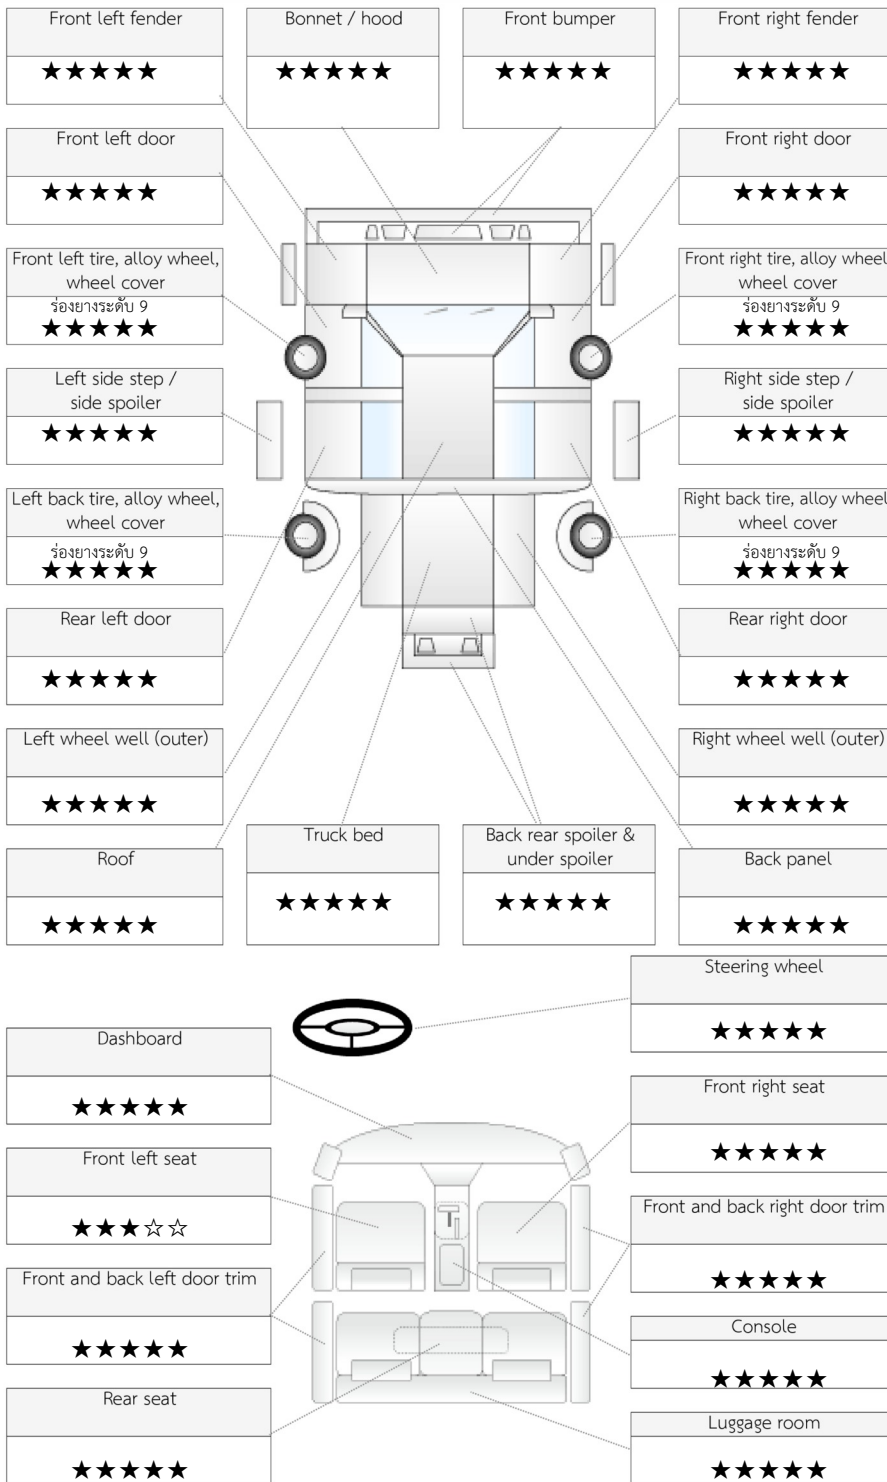 Front left fender
★★★★★
Bonnet / hood
★★★★★
Front bumper
★★★★★
Front right fender
★★★★★
Front left door
★★★★★
Front right door
★★★★★
Front left tire, alloy wheel,
wheel cover
ร่องยางระดับ 9
★★★★★
Front right tire, alloy wheel
wheel cover
ร่องยางระดับ 9
★★★★★
Left side step /
side spoiler
★★★★★
Right side step /
side spoiler
★★★★★
Left back tire, alloy wheel,
wheel cover
ร่องยางระดับ 9
★★★★★
Right back tire, alloy wheel
wheel cover
ร่องยางระดับ 9
★★★★★
Rear left door
★★★★★
Rear right door
★★★★★
Left wheel well (outer)
★★★★★
Right wheel well (outer)
★★★★★
Roof
★★★★★
Truck bed
★★★★★
Back rear spoiler &
under spoiler
★★★★★
Back panel
★★★★★
Steering wheel
★★★★★
Dashboard
★★★★★
Front right seat
★★★★★
Front left seat
★★★☆☆
Front and back right door trim
★★★★★
Front and back left door trim
★★★★★
Console
★★★★★
Rear seat
★★★★★
Luggage room
★★★★★